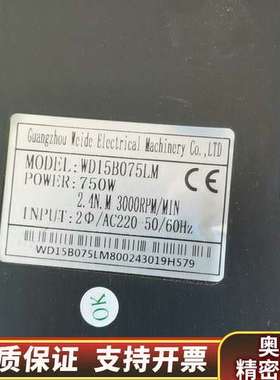 Guangzhou Weide Electrical Machinery Co.,LTD
MODEL:WD15B075LM
POWER:750W
2.4N.M 3000RPM/MIN
INPUT:2Φ/AC220 50/60Hz
CE
WD15B075LM800243019H579
OK
质保证 支持开票
奥
精密